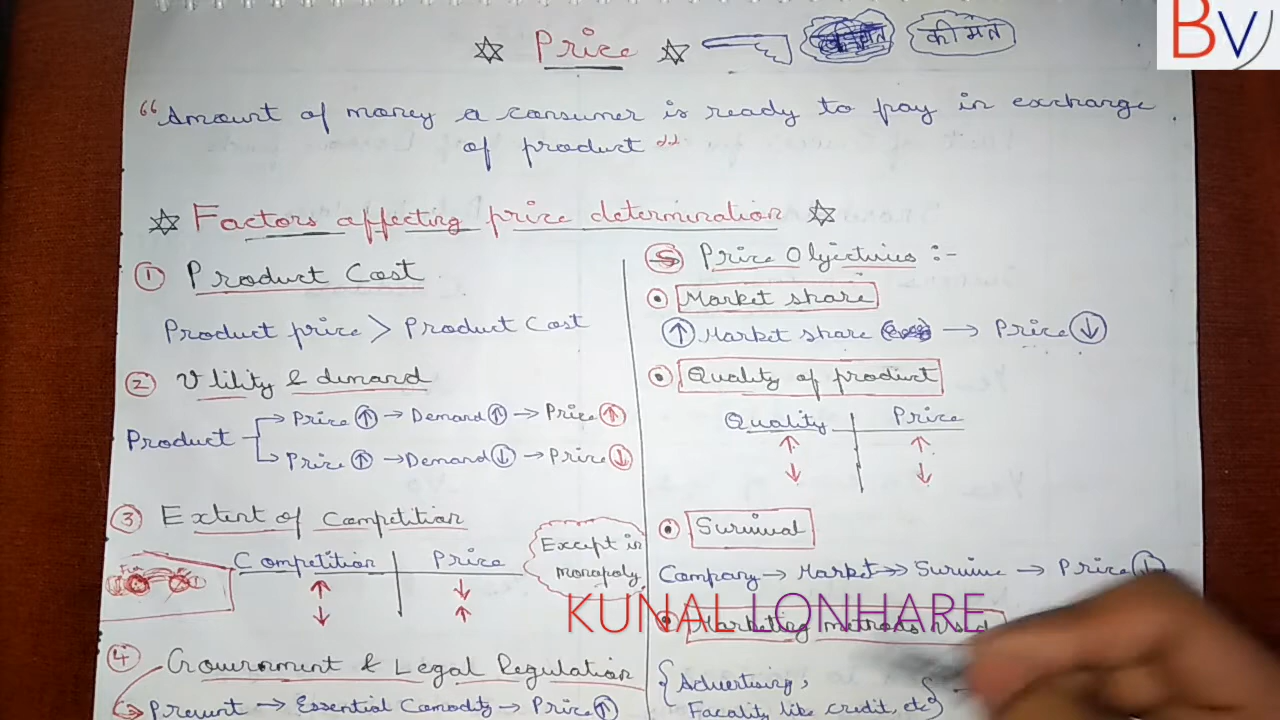 ☆ Price ☆ कीमत
BV
"Amount of money a consumer is ready to pay in exchange
of product"
☆ Factors affecting price determination ☆
① Product Cost
Product price > Product Cost
② Utility & demand
Product
Price ↑ → Demand ↑ → Price ↑
Price ↑ → Demand ↓ → Price ↓
③ Extent of Competition
Competition | Price
↑ ↓
↓ ↑
Except in
monopoly
④ Government & Legal Regulation
Prevent → Essential Comodity → Price ↑
⑤ Price Objectives :-
• Market share
↑ Market share → Price ↓
• Quality of product
Quality | Price
↑ ↑
↓ ↓
• Survival
Company → Market → Survive → Price ↓
KUNAL LONHARE
• Marketing methods Used
{ Advertising,
Facality like credit, etc }